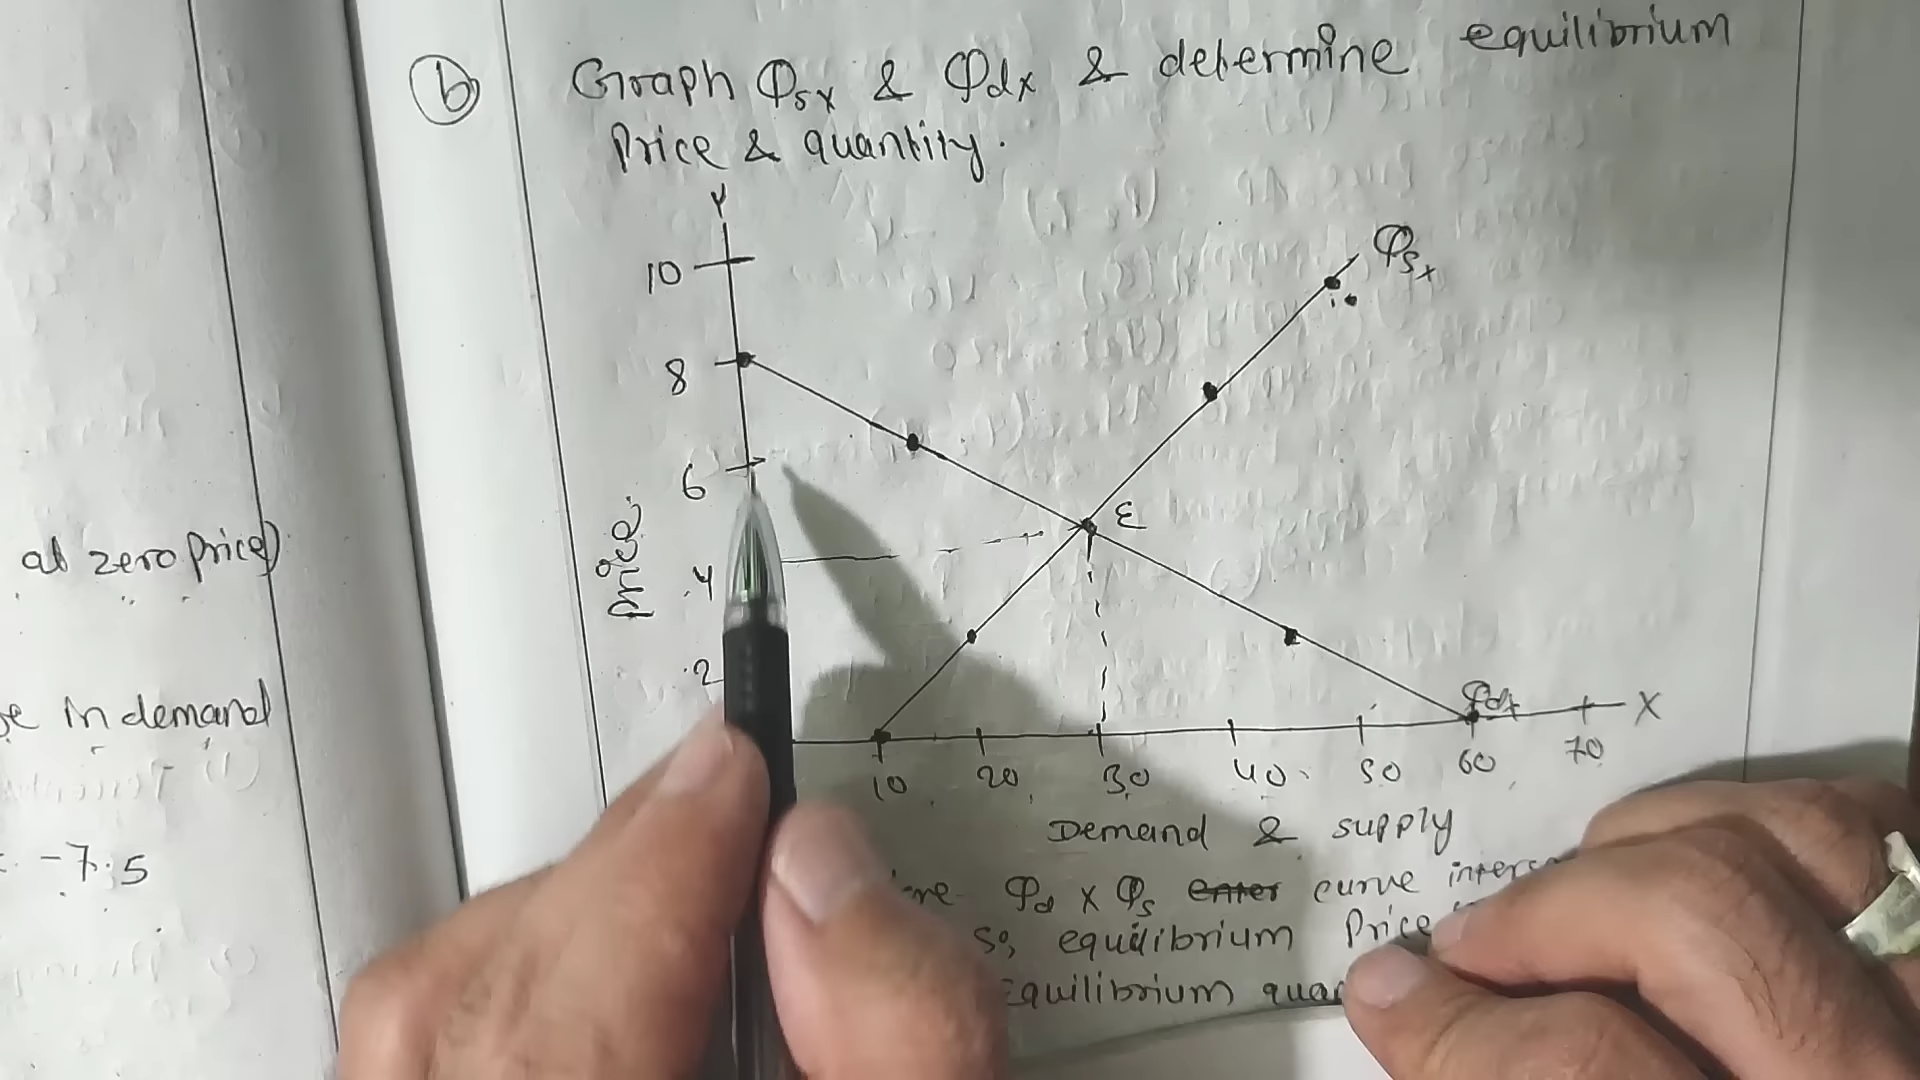 b Graph Qsx & Qdx & determine equilibrium
Price & quantity.
Y
10
8
6
4
2
Price.
Qsx
E
Qdx
X
10 20 30 40 50 60 70
Demand & supply
Qd x Qs enter curve
So, equilibrium Price
Equilibrium
at zero price)
in demand
-7.5